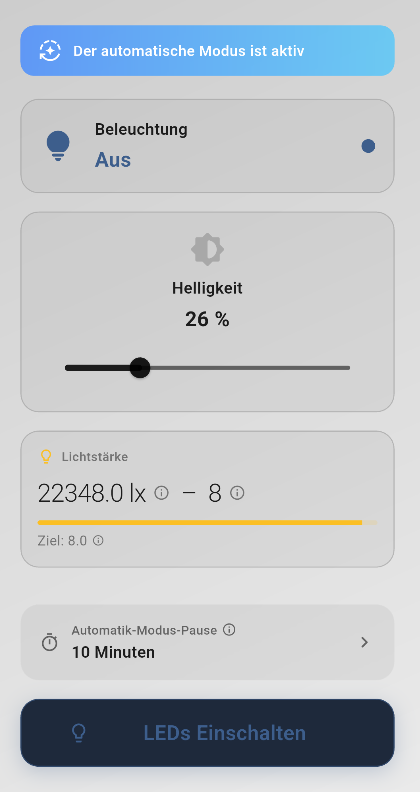 Der automatische Modus ist aktiv
Beleuchtung
Aus
Helligkeit
26 %
Lichtstärke
22348.0 lx – 8
Ziel: 8.0
Automatik-Modus-Pause
10 Minuten
LEDs Einschalten